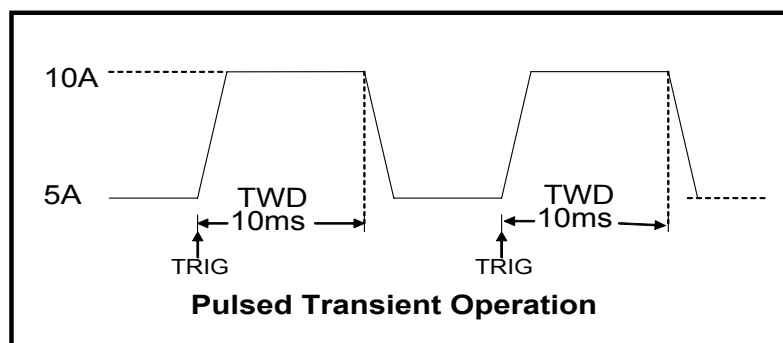 10A
5A
TWD
10ms
TWD
10ms
TRIG
TRIG
Pulsed Transient Operation